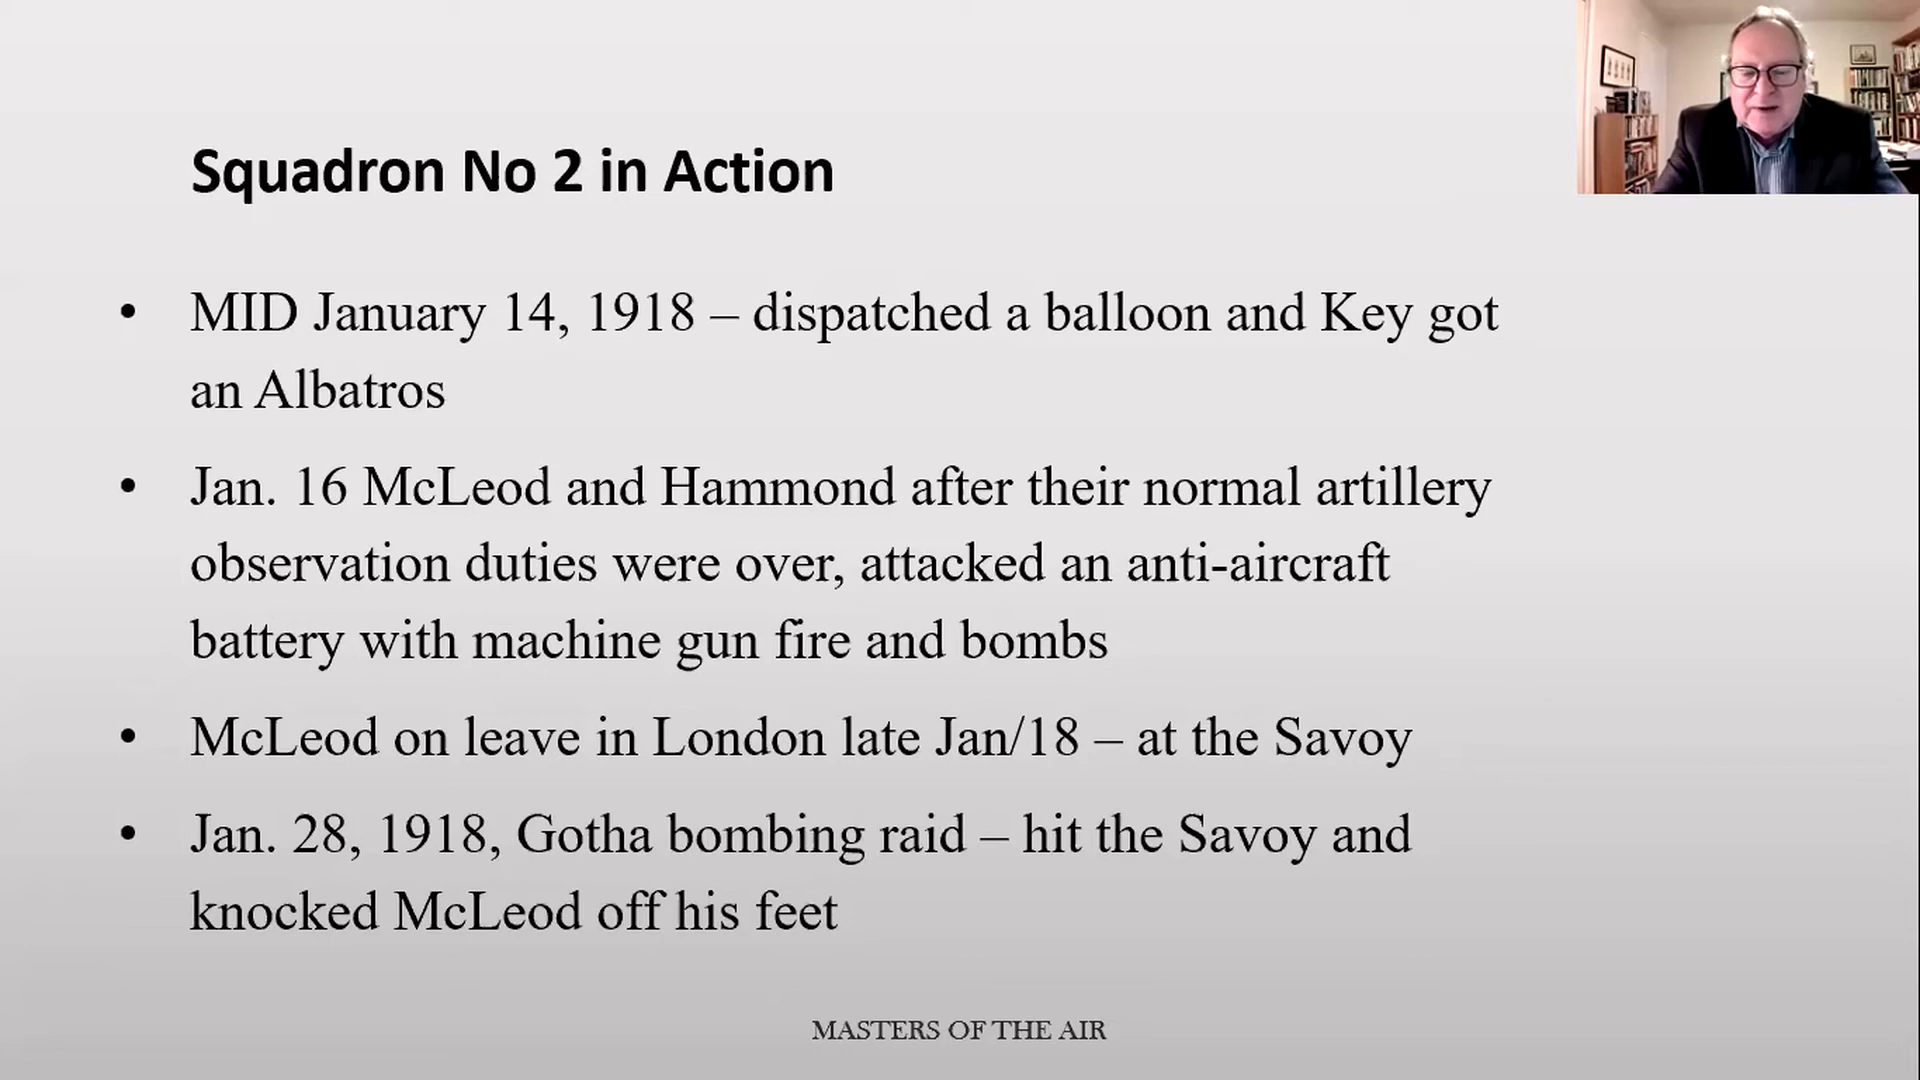 Squadron No 2 in Action
• MID January 14, 1918 – dispatched a balloon and Key got
an Albatros
• Jan. 16 McLeod and Hammond after their normal artillery
observation duties were over, attacked an anti-aircraft
battery with machine gun fire and bombs
• McLeod on leave in London late Jan/18 – at the Savoy
• Jan. 28, 1918, Gotha bombing raid – hit the Savoy and
knocked McLeod off his feet
MASTERS OF THE AIR